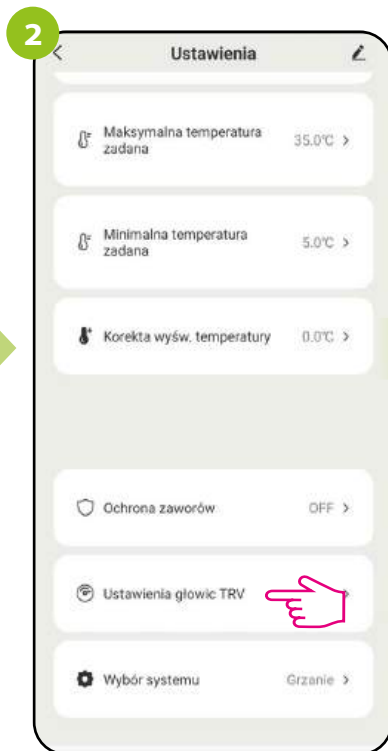 2
Ustawienia
Maksymalna temperatura
zadana
35.0°C >
Minimalna temperatura
zadana
5.0°C >
Korekta wyśw. temperatury 0.0°C >
Ochrona zaworów OFF >
Ustawienia głowic TRV >
Wybór systemu Grzanie >